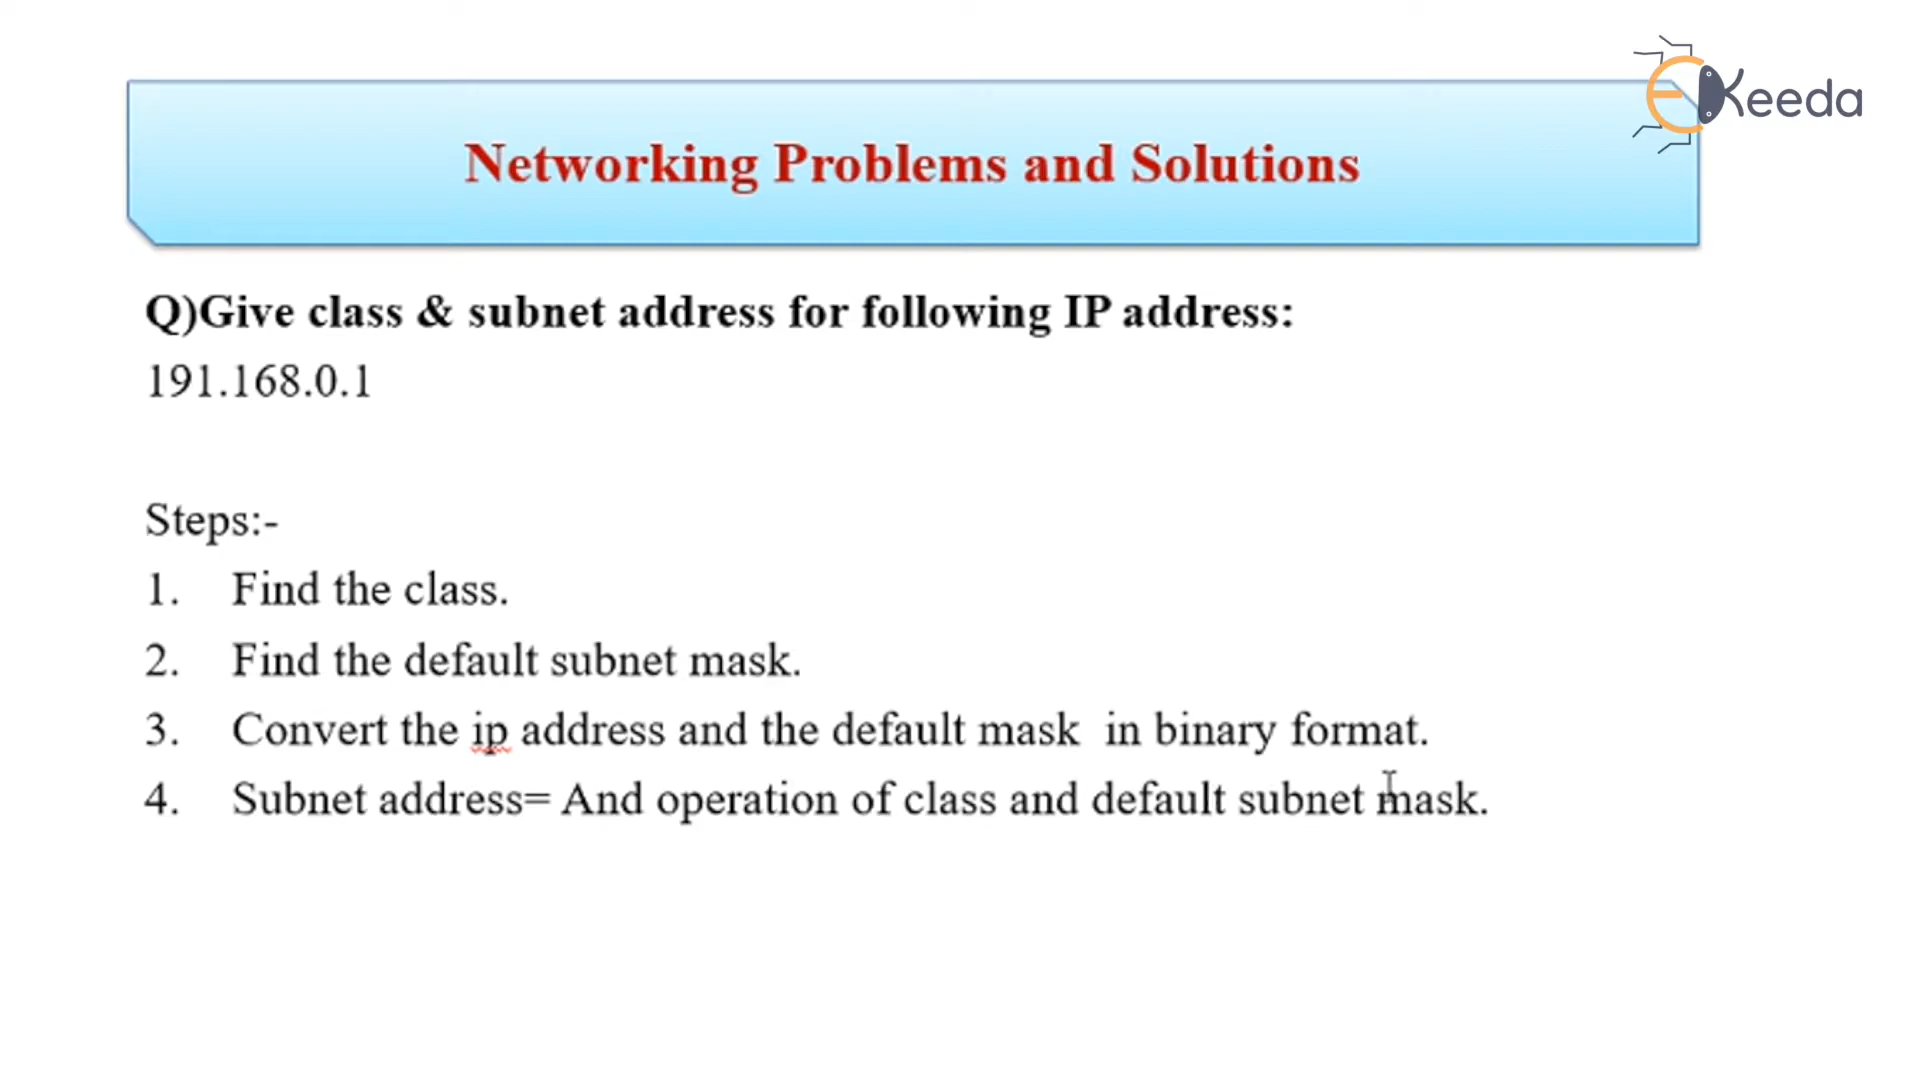 EKeeda
Networking Problems and Solutions
Q)Give class & subnet address for following IP address:
191.168.0.1
Steps:-
1. Find the class.
2. Find the default subnet mask.
3. Convert the ip address and the default mask in binary format.
4. Subnet address= And operation of class and default subnet mask.